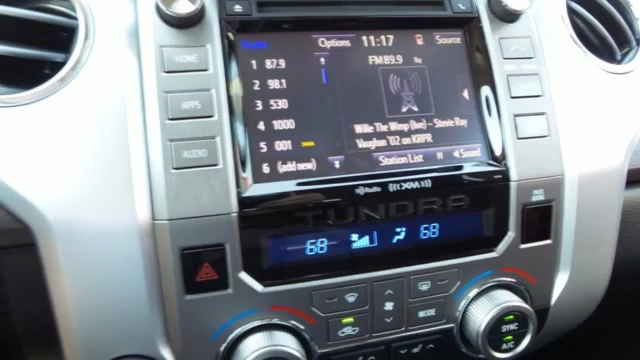 Radio Options 11:17 Source
HOME
1 87.9
FM 89.9
2 98.1
APPS
3 530
4 1000
Willie The Wimp (live) - Stevie Ray
Vaughan '02 on KRPR
5 001
AUDIO
6 (add new)
Station List
Sound
HD Radio
((XM))
TUNDRA
68
68
MODE
SYNC
A/C